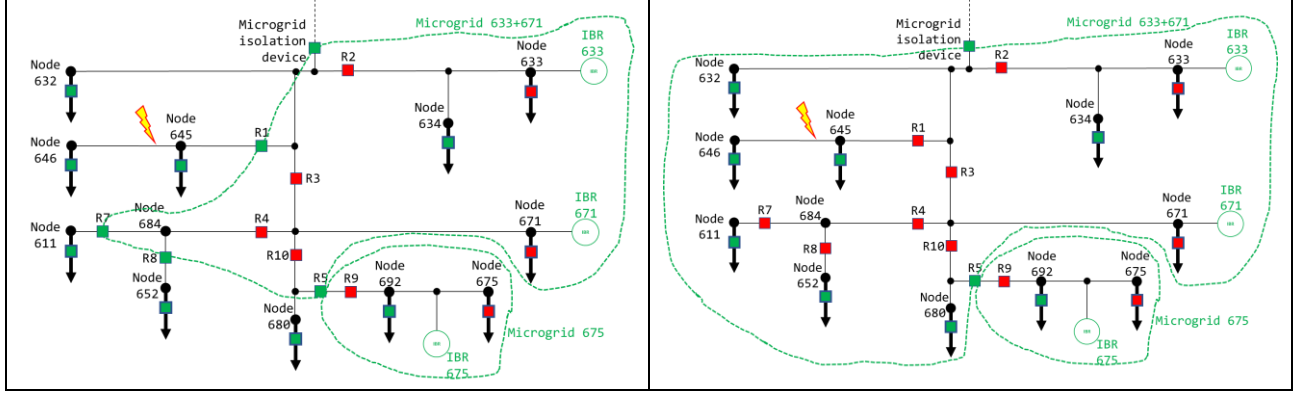 Microgrid
isolation
device
Microgrid 633+671
IBR
633
R2
Node
633
Node
632
Node
634
Node
645
R1
Node
646
R3
IBR
671
Node
671
R7
Node
684
R4
Node
611
R8
R10
Node
652
R5
R9
Node
692
Node
675
Node
680
Microgrid 675
IBR
675
Microgrid
isolation
device
Microgrid 633+671
IBR
633
R2
Node
633
Node
632
Node
634
Node
645
R1
Node
646
R3
IBR
671
Node
671
R7
Node
684
R4
Node
611
R8
R10
Node
652
R5
R9
Node
692
Node
675
Node
680
Microgrid 675
IBR
675